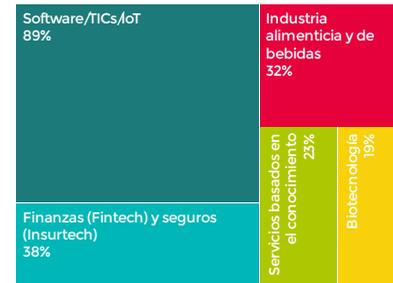 Software/TICs/IoT
89%
Industria
alimenticia y de
bebidas
32%
Finanzas (Fintech) y seguros
(Insurtech)
38%
Servicios basados en
el conocimiento
23%
Biotecnología
19%